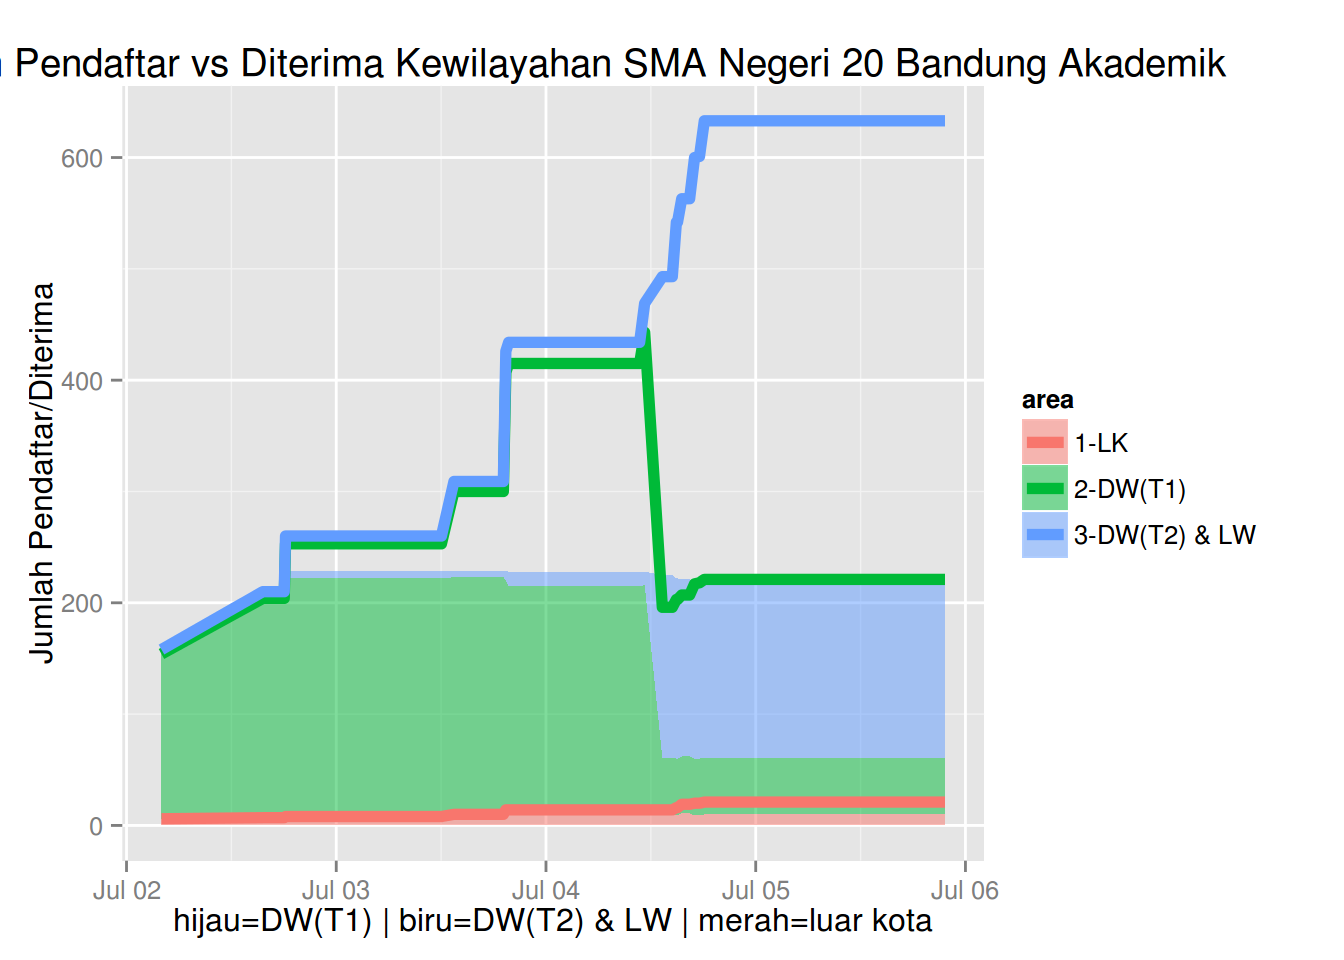 Pendaftar vs Diterima Kewilayahan SMA Negeri 20 Bandung Akademik
Jumlah Pendaftar/Diterima
600
400
200
0
Jul 02
Jul 03
Jul 04
Jul 05
Jul 06
hijau=DW(T1) | biru=DW(T2) & LW | merah=luar kota
area
1-LK
2-DW(T1)
3-DW(T2) & LW